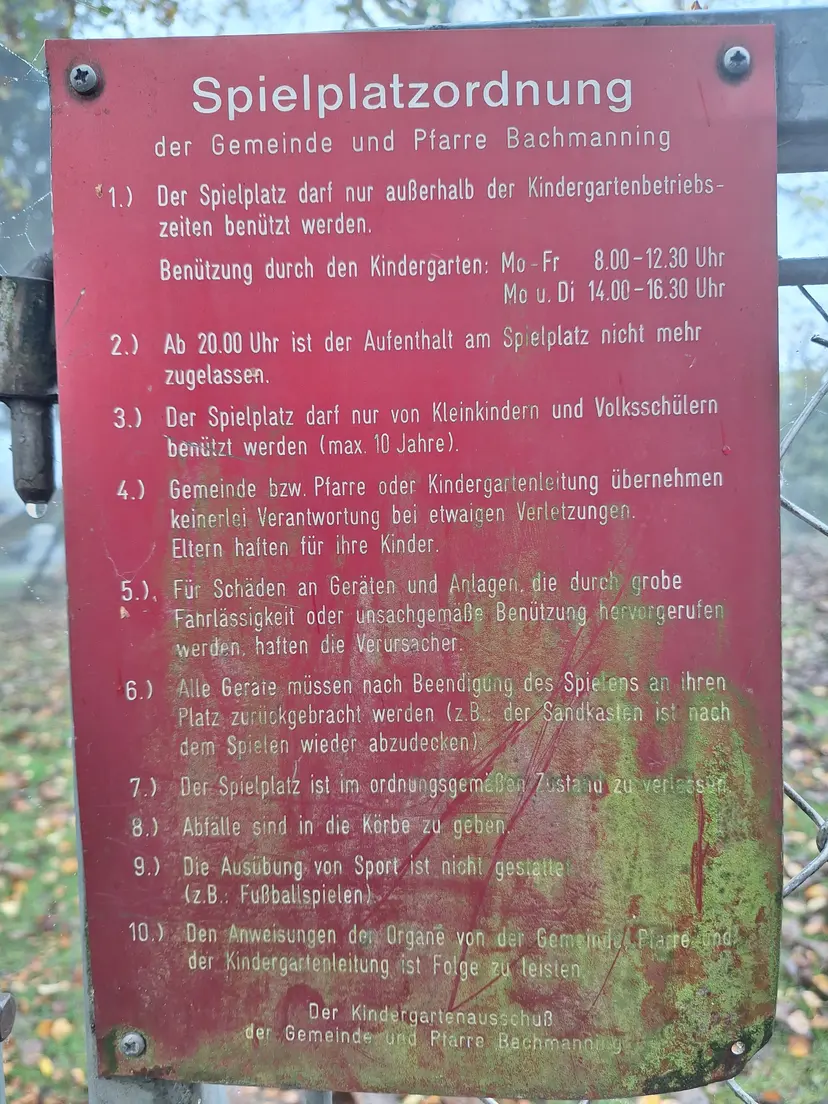 Spielplatzordnung
der Gemeinde und Pfarre Bachmanning
1.) Der Spielplatz darf nur außerhalb der Kindergartenbetriebs-
zeiten benützt werden.
Benützung durch den Kindergarten: Mo-Fr 8.00-12.30 Uhr
Mo u. Di 14.00-16.30 Uhr
2.) Ab 20.00 Uhr ist der Aufenthalt am Spielplatz nicht mehr
zugelassen.
3.) Der Spielplatz darf nur von Kleinkindern und Volksschülern
benützt werden (max. 10 Jahre).
4.) Gemeinde bzw. Pfarre oder Kindergartenleitung übernehmen
keinerlei Verantwortung bei etwaigen Verletzungen.
Eltern haften für ihre Kinder.
5.) Für Schäden an Geräten und Anlagen, die durch grobe
Fahrlässigkeit oder unsachgemäße Benützung hervorgerufen
werden, haften die Verursacher.
6.) Alle Geräte müssen nach Beendigung des Spielens an ihren
Platz zurückgebracht werden (z.B.: der Sandkasten ist nach
dem Spielen wieder abzudecken).
7.) Der Spielplatz ist im ordnungsgemäßen Zustand zu verlassen.
8.) Abfälle sind in die Körbe zu geben.
9.) Die Ausübung von Sport ist nicht gestattet
(z.B.: Fußballspielen).
10.) Den Anweisungen der Organe von der Gemeinde, Pfarre und
der Kindergartenleitung ist Folge zu leisten.
Der Kindergartenausschuß
der Gemeinde und Pfarre Bachmanning